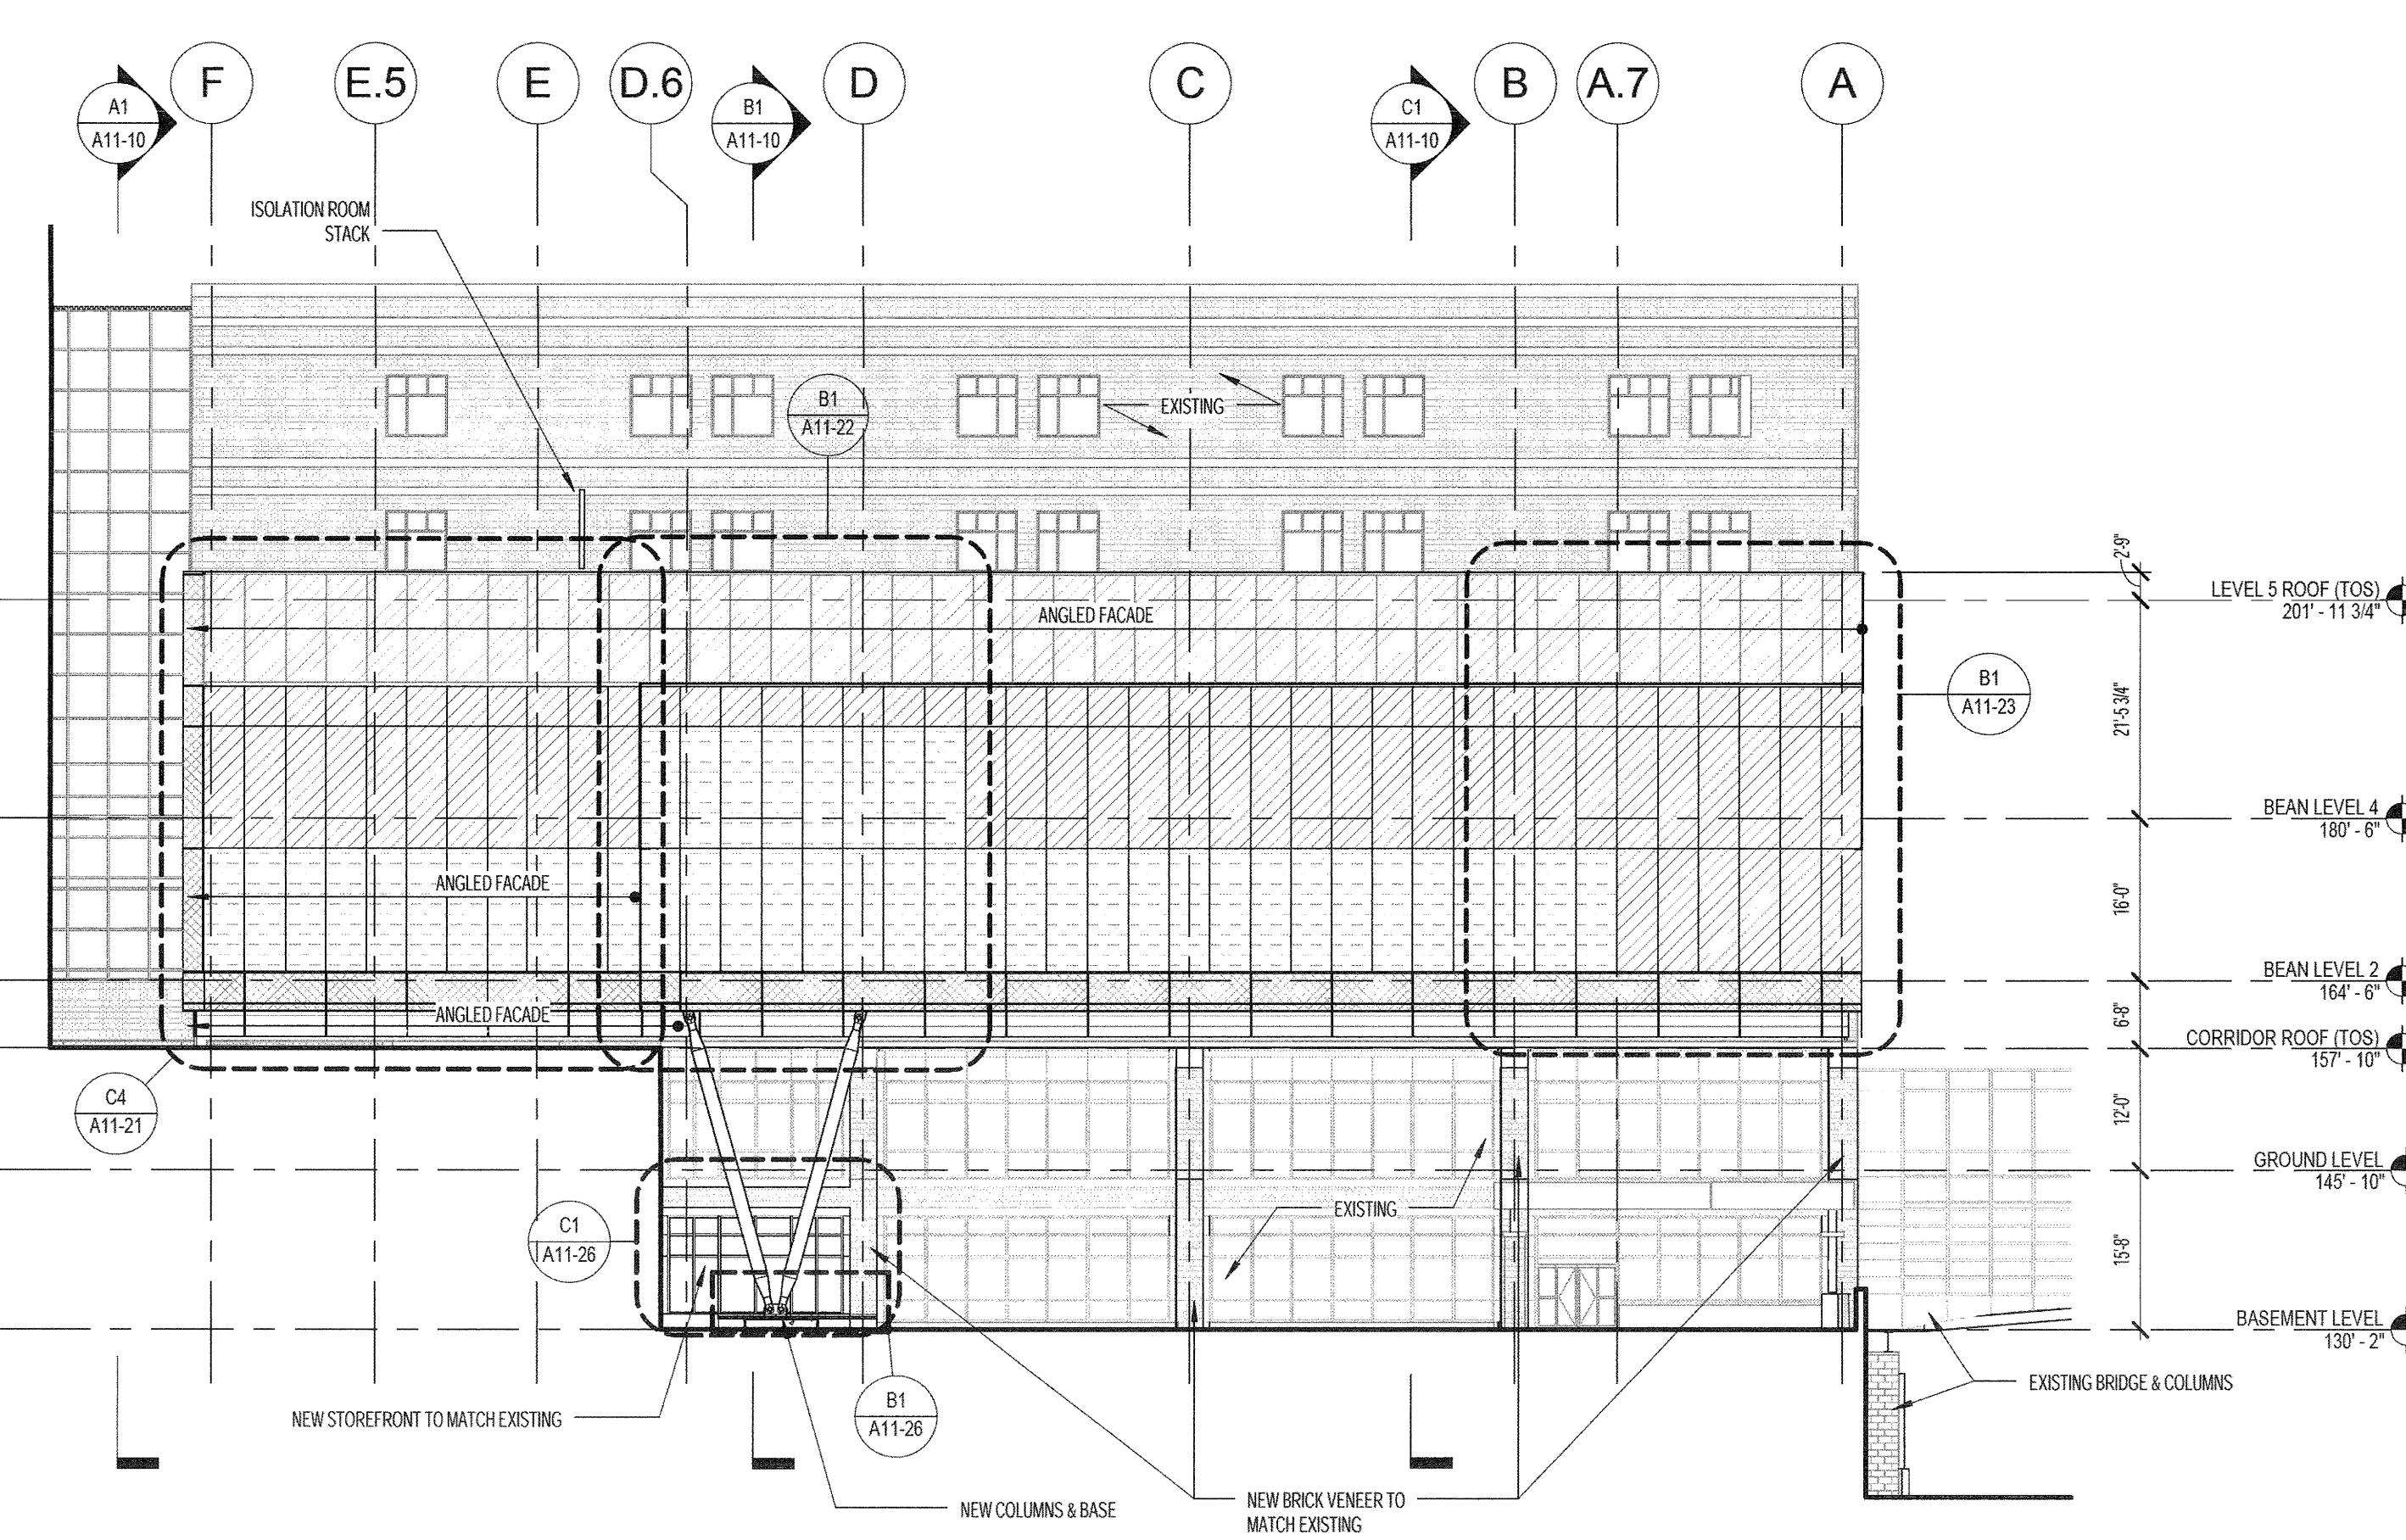 F
E.5
E
D.6
D
C
B
A.7
A
A1
A11-10
B1
A11-10
C1
A11-10
ISOLATION ROOM
STACK
B1
A11-22
EXISTING
2'-9"
LEVEL 5 ROOF (TOS)
201' - 11 3/4"
ANGLED FACADE
B1
A11-23
21'-5 3/4"
BEAN LEVEL 4
180' - 6"
ANGLED FACADE
16'-0"
BEAN LEVEL 2
164' - 6"
ANGLED FACADE
6'-8"
CORRIDOR ROOF (TOS)
157' - 10"
C4
A11-21
12'-0"
GROUND LEVEL
145' - 10"
EXISTING
C1
A11-26
15'-8"
BASEMENT LEVEL
130' - 2"
EXISTING BRIDGE & COLUMNS
B1
A11-26
NEW STOREFRONT TO MATCH EXISTING
NEW COLUMNS & BASE
NEW BRICK VENEER TO
MATCH EXISTING